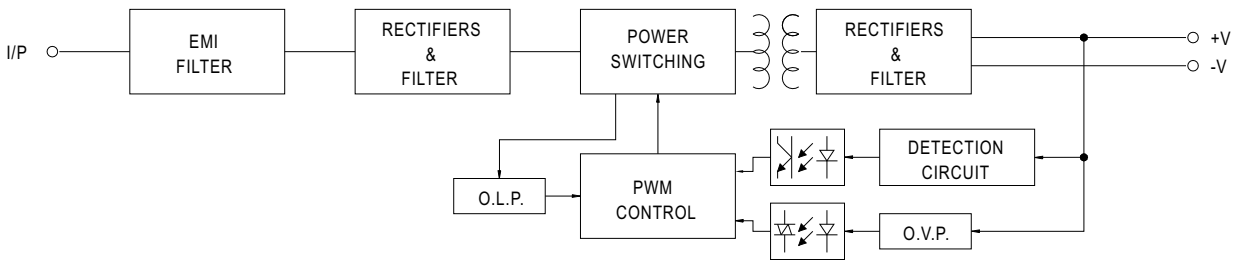 I/P
EMI
FILTER
RECTIFIERS
&
FILTER
POWER
SWITCHING
RECTIFIERS
&
FILTER
+V
-V
O.L.P.
PWM
CONTROL
DETECTION
CIRCUIT
O.V.P.